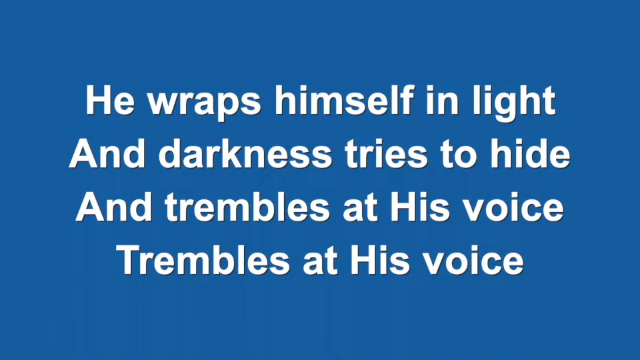 He wraps himself in light
And darkness tries to hide
And trembles at His voice
Trembles at His voice